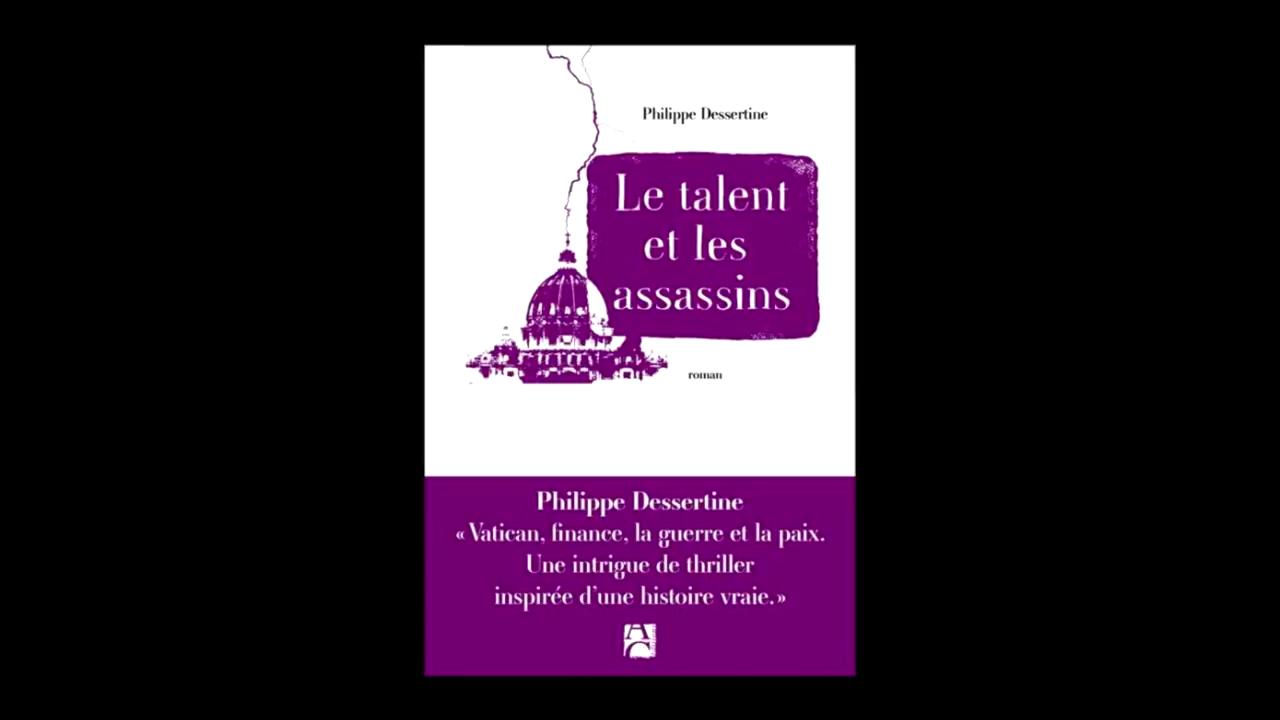 Philippe Dessertine
Le talent
et les
assassins
roman
Philippe Dessertine
« Vatican, finance, la guerre et la paix.
Une intrigue de thriller
inspirée d'une histoire vraie. »
AC